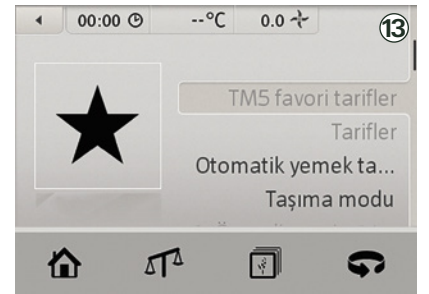 00:00 --°C 0.0 13
TM5 favori tarifler
Tarifler
Otomatik yemek ta...
Taşıma modu